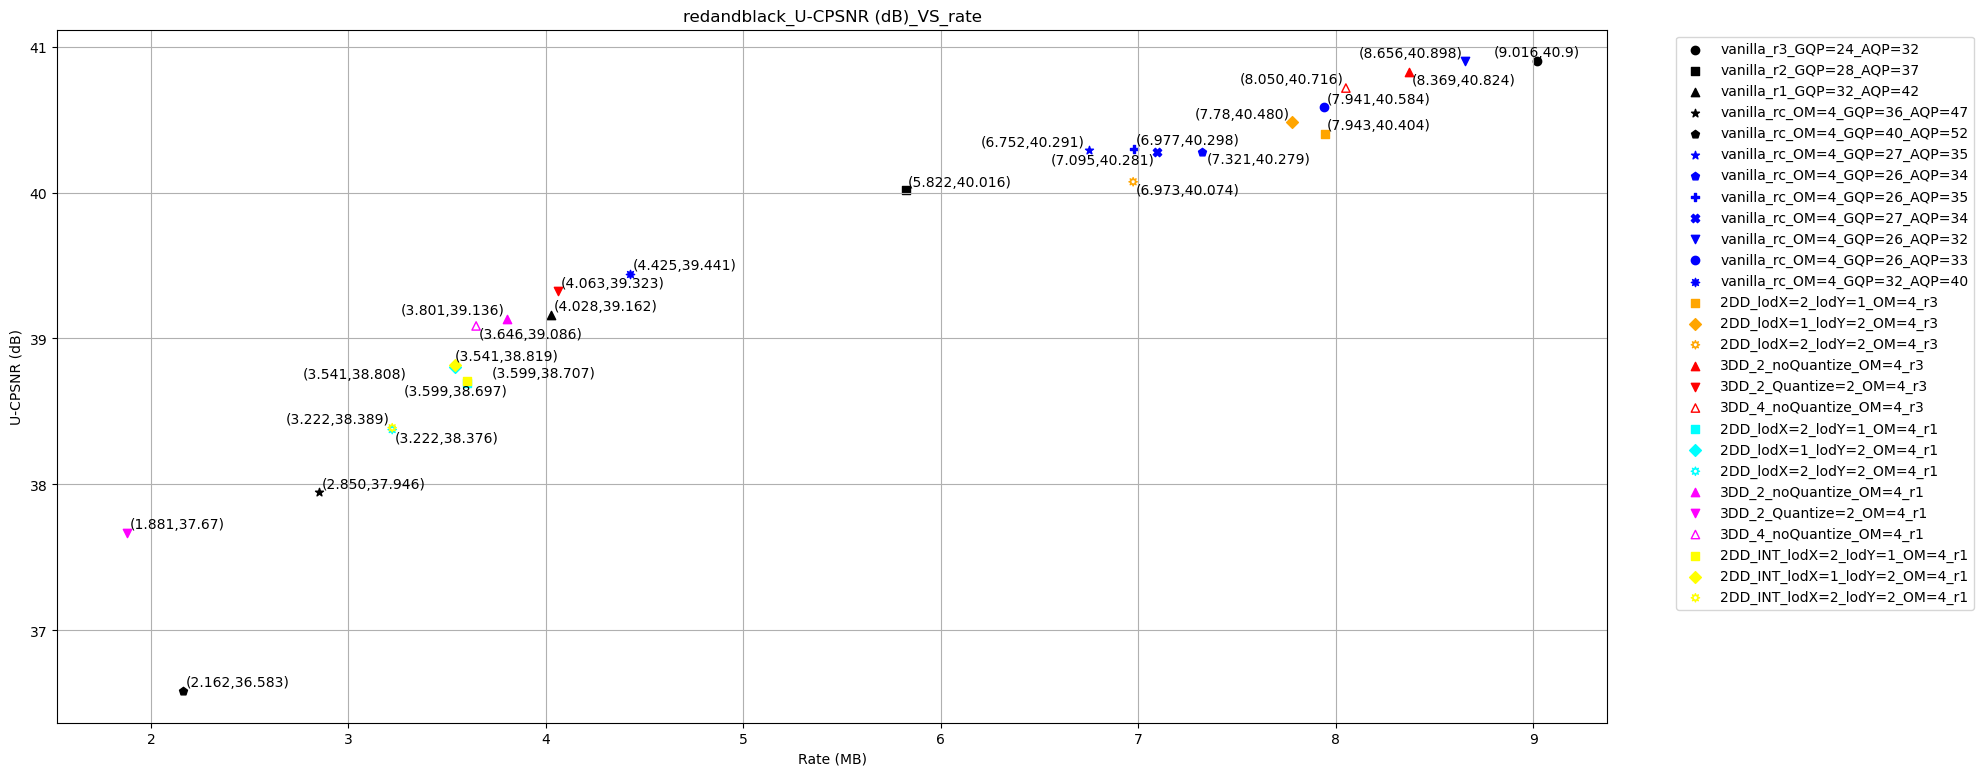 redandblack_U-CPSNR (dB)_VS_rate
41
40
39
38
37
U-CPSNR (dB)
(8.656,40.898)
(9.016,40.9)
(8.050,40.716)
(8.369,40.824)
(7.941,40.584)
(7.78,40.480)
(7.943,40.404)
(6.752,40.291)
(6.977,40.298)
(7.095,40.281)
(7.321,40.279)
(5.822,40.016)
(6.973,40.074)
(4.425,39.441)
(4.063,39.323)
(3.801,39.136)
(4.028,39.162)
(3.646,39.086)
(3.541,38.819)
(3.541,38.808)
(3.599,38.707)
(3.599,38.697)
(3.222,38.389)
(3.222,38.376)
(2.850,37.946)
(1.881,37.67)
(2.162,36.583)
2
3
4
5
6
7
8
9
Rate (MB)
vanilla_r3_GQP=24_AQP=32
vanilla_r2_GQP=28_AQP=37
vanilla_r1_GQP=32_AQP=42
vanilla_rc_OM=4_GQP=36_AQP=47
vanilla_rc_OM=4_GQP=40_AQP=52
vanilla_rc_OM=4_GQP=27_AQP=35
vanilla_rc_OM=4_GQP=26_AQP=34
vanilla_rc_OM=4_GQP=26_AQP=35
vanilla_rc_OM=4_GQP=27_AQP=34
vanilla_rc_OM=4_GQP=26_AQP=32
vanilla_rc_OM=4_GQP=26_AQP=33
vanilla_rc_OM=4_GQP=32_AQP=40
2DD_lodX=2_lodY=1_OM=4_r3
2DD_lodX=1_lodY=2_OM=4_r3
2DD_lodX=2_lodY=2_OM=4_r3
3DD_2_noQuantize_OM=4_r3
3DD_2_Quantize=2_OM=4_r3
3DD_4_noQuantize_OM=4_r3
2DD_lodX=2_lodY=1_OM=4_r1
2DD_lodX=1_lodY=2_OM=4_r1
2DD_lodX=2_lodY=2_OM=4_r1
3DD_2_noQuantize_OM=4_r1
3DD_2_Quantize=2_OM=4_r1
3DD_4_noQuantize_OM=4_r1
2DD_INT_lodX=2_lodY=1_OM=4_r1
2DD_INT_lodX=1_lodY=2_OM=4_r1
2DD_INT_lodX=2_lodY=2_OM=4_r1